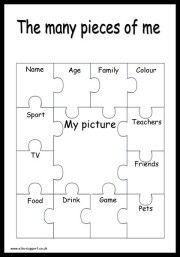 The many pieces of me
Name Age Family Colour
Sport My picture Teachers
TV Friends
Food Drink Game Pets